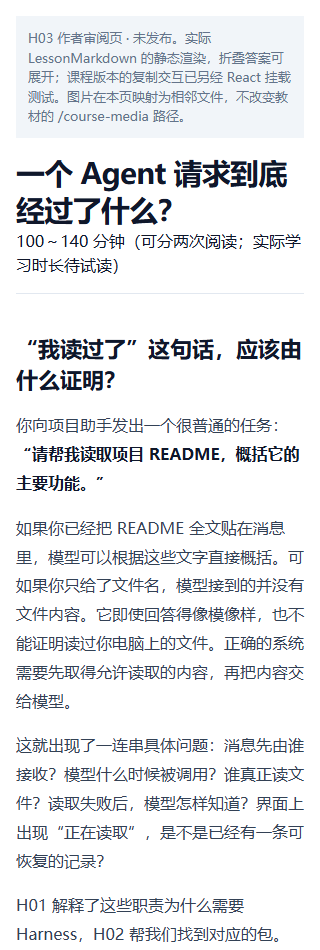 H03 作者审阅页 · 未发布。实际
LessonMarkdown 的静态渲染，折叠答案可
展开；课程版本的复制交互已另经 React 挂载
测试。图片在本页映射为相邻文件，不改变教
材的 /course-media 路径。
一个 Agent 请求到底
经过了什么？
100～140 分钟（可分两次阅读；实际学
习时长待试读）
“我读过了”这句话，应该由
什么证明？
你向项目助手发出一个很普通的任务：
“请帮我读取项目 README，概括它的
主要功能。”
如果你已经把 README 全文贴在消息
里，模型可以根据这些文字直接概括。可
如果你只给了文件名，模型接到的并没有
文件内容。它即使回答得像模像样，也不
能证明读过你电脑上的文件。正确的系统
需要先取得允许读取的内容，再把内容交
给模型。
这就出现了一连串具体问题：消息先由谁
接收？模型什么时候被调用？谁真正读文
件？读取失败后，模型怎样知道？界面上
出现“正在读取”，是不是已经有一条可
恢复的记录？
H01 解释了这些职责为什么需要
Harness，H02 帮我们找到对应的包。